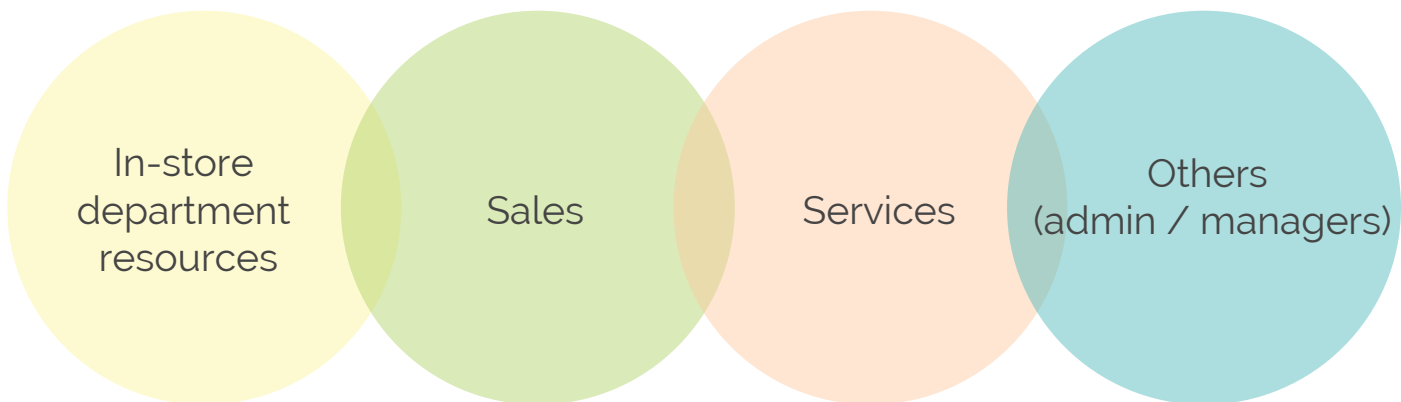 In-store
department
resources
Sales
Services
Others
(admin / managers)